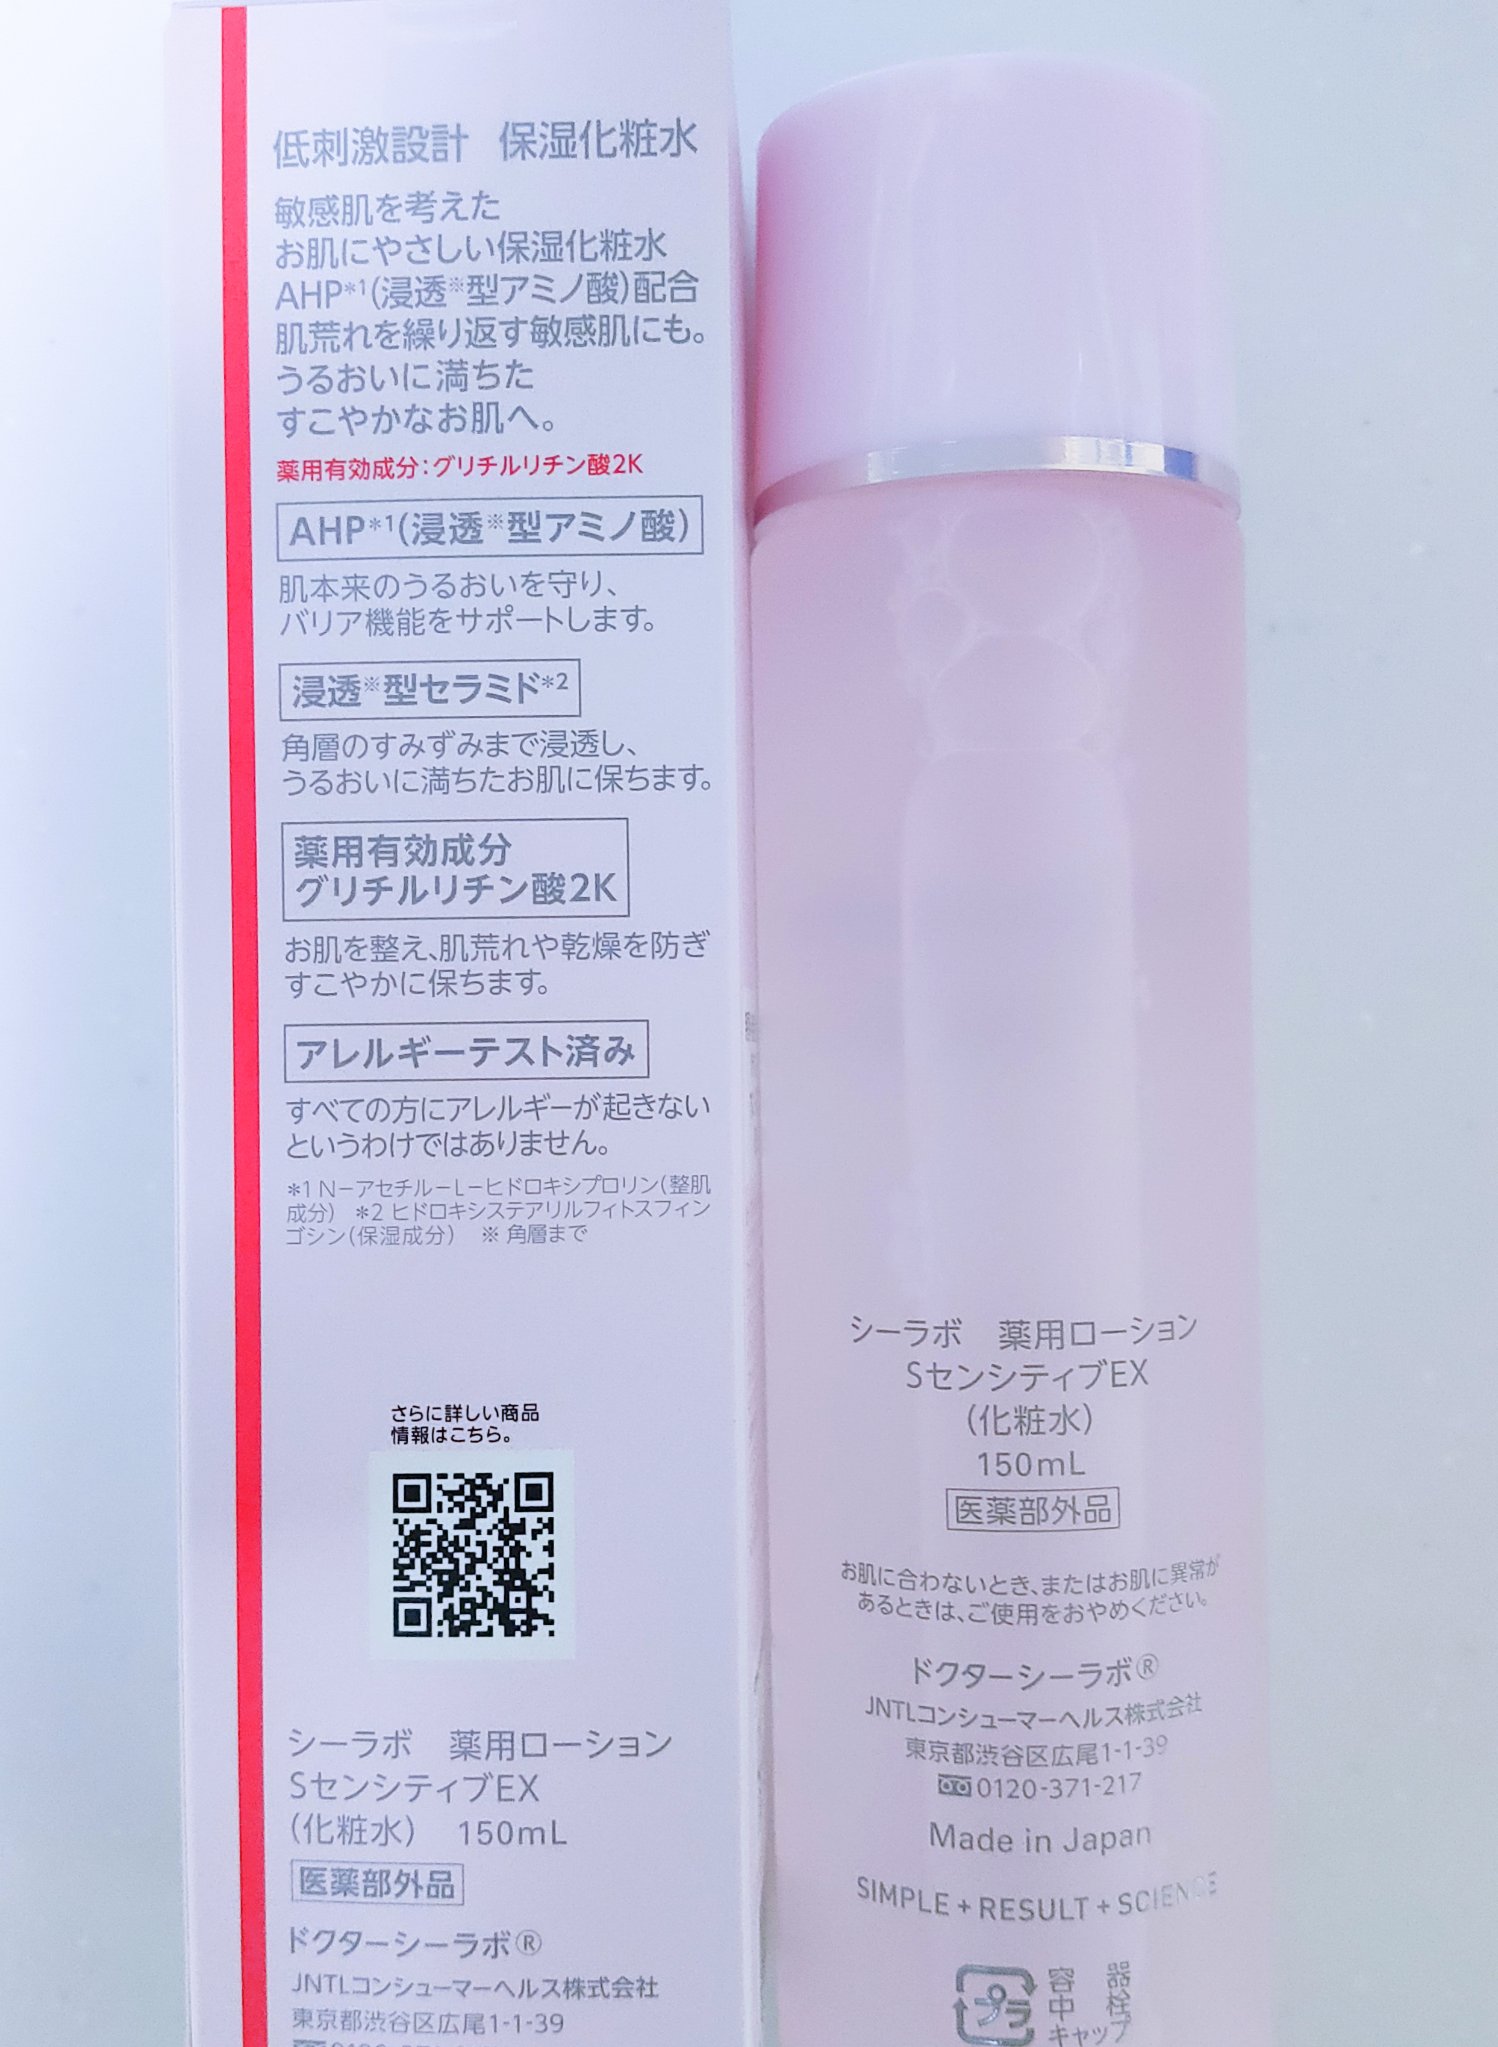 低刺激設計 保湿化粧水
敏感肌を考えた
お肌にやさしい保湿化粧水
AHP*1(浸透※型アミノ酸)配合
肌荒れを繰り返す敏感肌にも。
うるおいに満ちた
すこやかなお肌へ。
薬用有効成分:グリチルリチン酸2K
AHP*1(浸透※型アミノ酸)
肌本来のうるおいを守り、
バリア機能をサポートします。
浸透※型セラミド*2
角層のすみずみまで浸透し、
うるおいに満ちたお肌に保ちます。
薬用有効成分
グリチルリチン酸2K
お肌を整え、肌荒れや乾燥を防ぎ
すこやかに保ちます。
アレルギーテスト済み
すべての方にアレルギーが起きない
というわけではありません。
*1 N−アセチル−L−ヒドロキシプロリン(整肌
成分) *2 ヒドロキシステアリルフィトスフィン
ゴシン(保湿成分) ※ 角層まで
さらに詳しい商品
情報はこちら。
シーラボ 薬用ローション
SセンシティブEX
(化粧水) 150mL
医薬部外品
ドクターシーラボ®
JNTLコンシューマーヘルス株式会社
東京都渋谷区広尾1-1-39
シーラボ 薬用ローション
SセンシティブEX
(化粧水)
150mL
医薬部外品
お肌に合わないとき、またはお肌に異常が
あるときは、ご使用をおやめください。
ドクターシーラボ®
JNTLコンシューマーヘルス株式会社
東京都渋谷区広尾1-1-39
0120-371-217
Made in Japan
SIMPLE + RESULT + SCIENCE
プラ
容器
中栓
キャップ